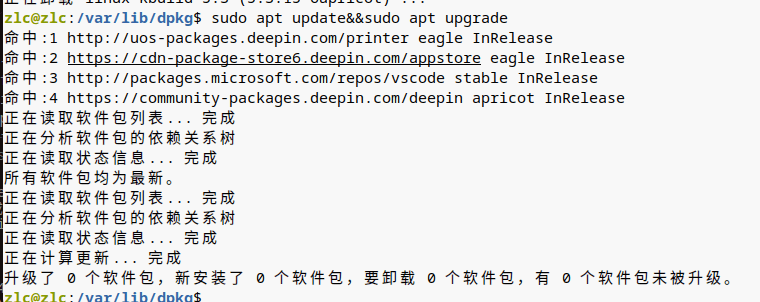 zlc@zlc:/var/lib/dpkg$ sudo apt update&&sudo apt upgrade
命中:1 http://uos-packages.deepin.com/printer eagle InRelease
命中:2 https://cdn-package-store6.deepin.com/appstore eagle InRelease
命中:3 http://packages.microsoft.com/repos/vscode stable InRelease
命中:4 https://community-packages.deepin.com/deepin apricot InRelease
正在读取软件包列表... 完成
正在分析软件包的依赖关系树
正在读取状态信息... 完成
所有软件包均为最新。
正在读取软件包列表... 完成
正在分析软件包的依赖关系树
正在读取状态信息... 完成
正在计算更新... 完成
升级了 0 个软件包，新安装了 0 个软件包，要卸载 0 个软件包，有 0 个软件包未被升级。
zlc@zlc:/var/lib/dpkg$